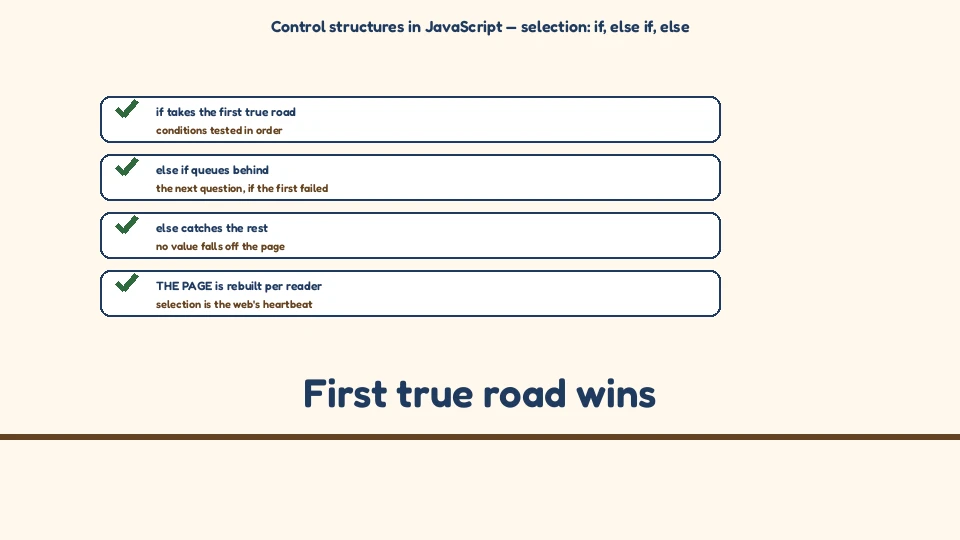 Control structures in JavaScript — selection: if, else if, else
if takes the first true road
conditions tested in order
else if queues behind
the next question, if the first failed
else catches the rest
no value falls off the page
THE PAGE is rebuilt per reader
selection is the web's heartbeat
First true road wins